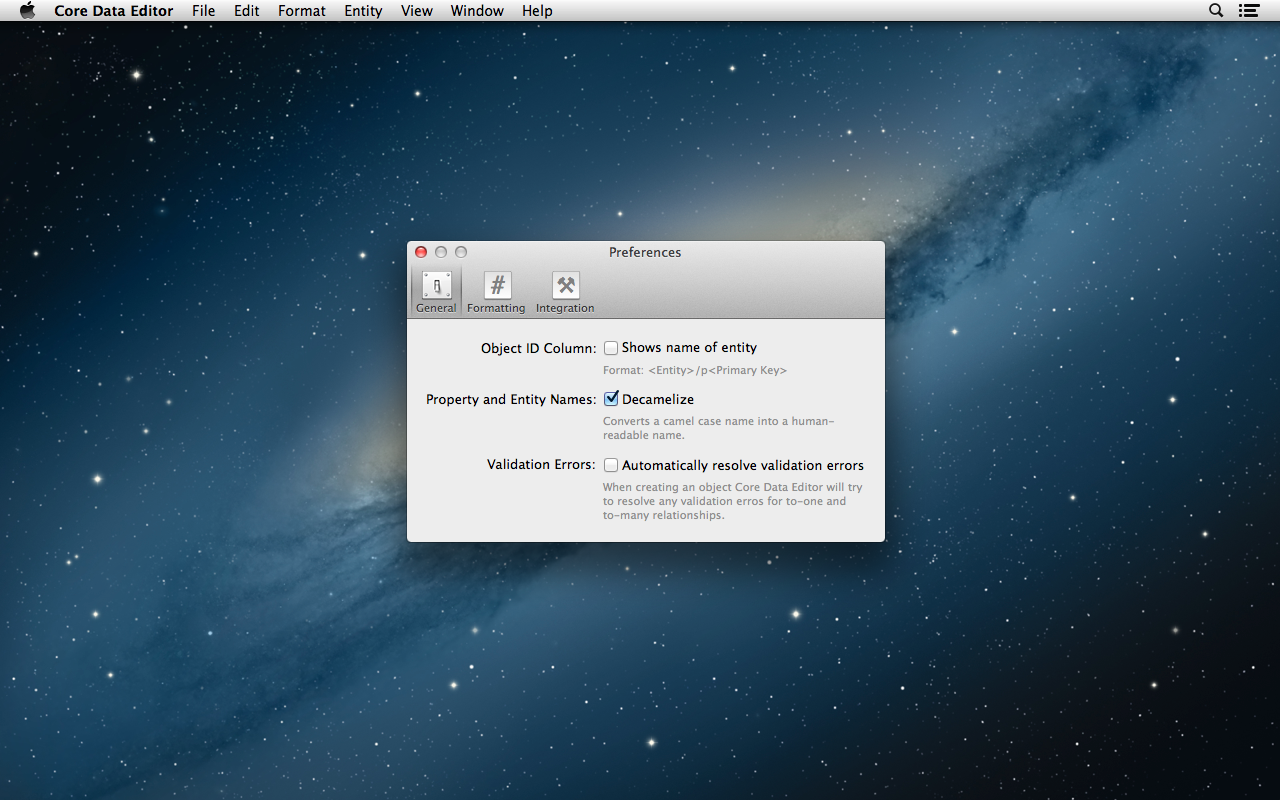 Core Data Editor File Edit Format Entity View Window Help
Preferences
General Formatting Integration
Object ID Column: Shows name of entity
Format: <Entity>/p<Primary Key>
Property and Entity Names: Decamelize
Converts a camel case name into a human-
readable name.
Validation Errors: Automatically resolve validation errors
When creating an object Core Data Editor will try
to resolve any validation erros for to-one and
to-many relationships.